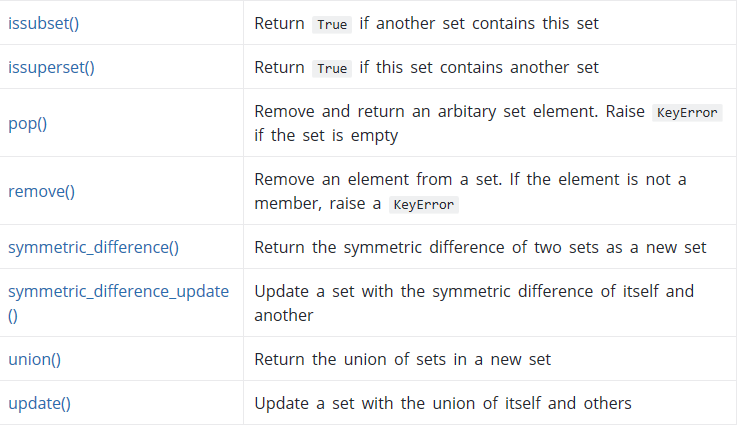 issubset() Return True if another set contains this set
issuperset() Return True if this set contains another set
pop() Remove and return an arbitary set element. Raise KeyError
if the set is empty
remove() Remove an element from a set. If the element is not a
member, raise a KeyError
symmetric_difference() Return the symmetric difference of two sets as a new set
symmetric_difference_update Update a set with the symmetric difference of itself and
() another
union() Return the union of sets in a new set
update() Update a set with the union of itself and others